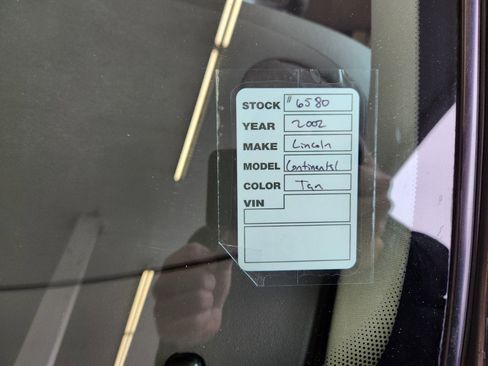 STOCK #6580
YEAR 2002
MAKE Lincoln
MODEL Continental
COLOR Tan
VIN